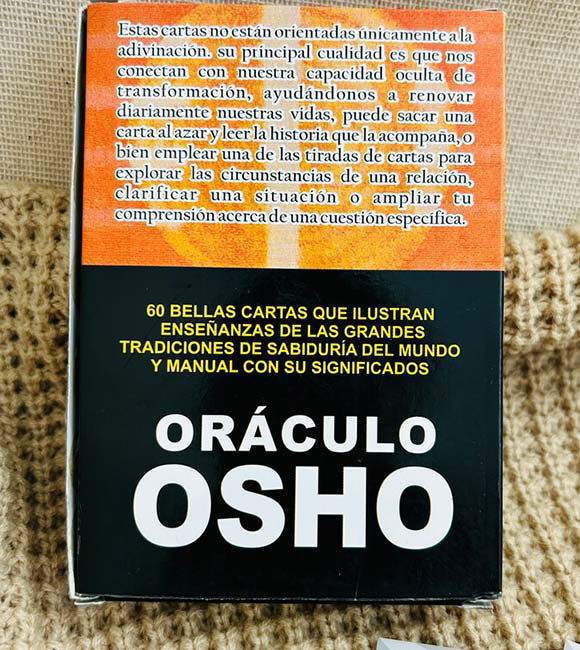 Estas cartas no están orientadas únicamente a la
adivinación. su principal cualidad es que nos
conectan con nuestra capacidad oculta de
transformación, ayudándonos a renovar
diariamente nuestras vidas, puede sacar una
carta al azar y leer la historia que la acompaña, o
bien emplear una de las tiradas de cartas para
explorar las circunstancias de una relación,
clarificar una situación o ampliar tu
comprensión acerca de una cuestión específica.
60 BELLAS CARTAS QUE ILUSTRAN
ENSEÑANZAS DE LAS GRANDES
TRADICIONES DE SABIDURÍA DEL MUNDO
Y MANUAL CON SU SIGNIFICADOS
ORÁCULO
OSHO